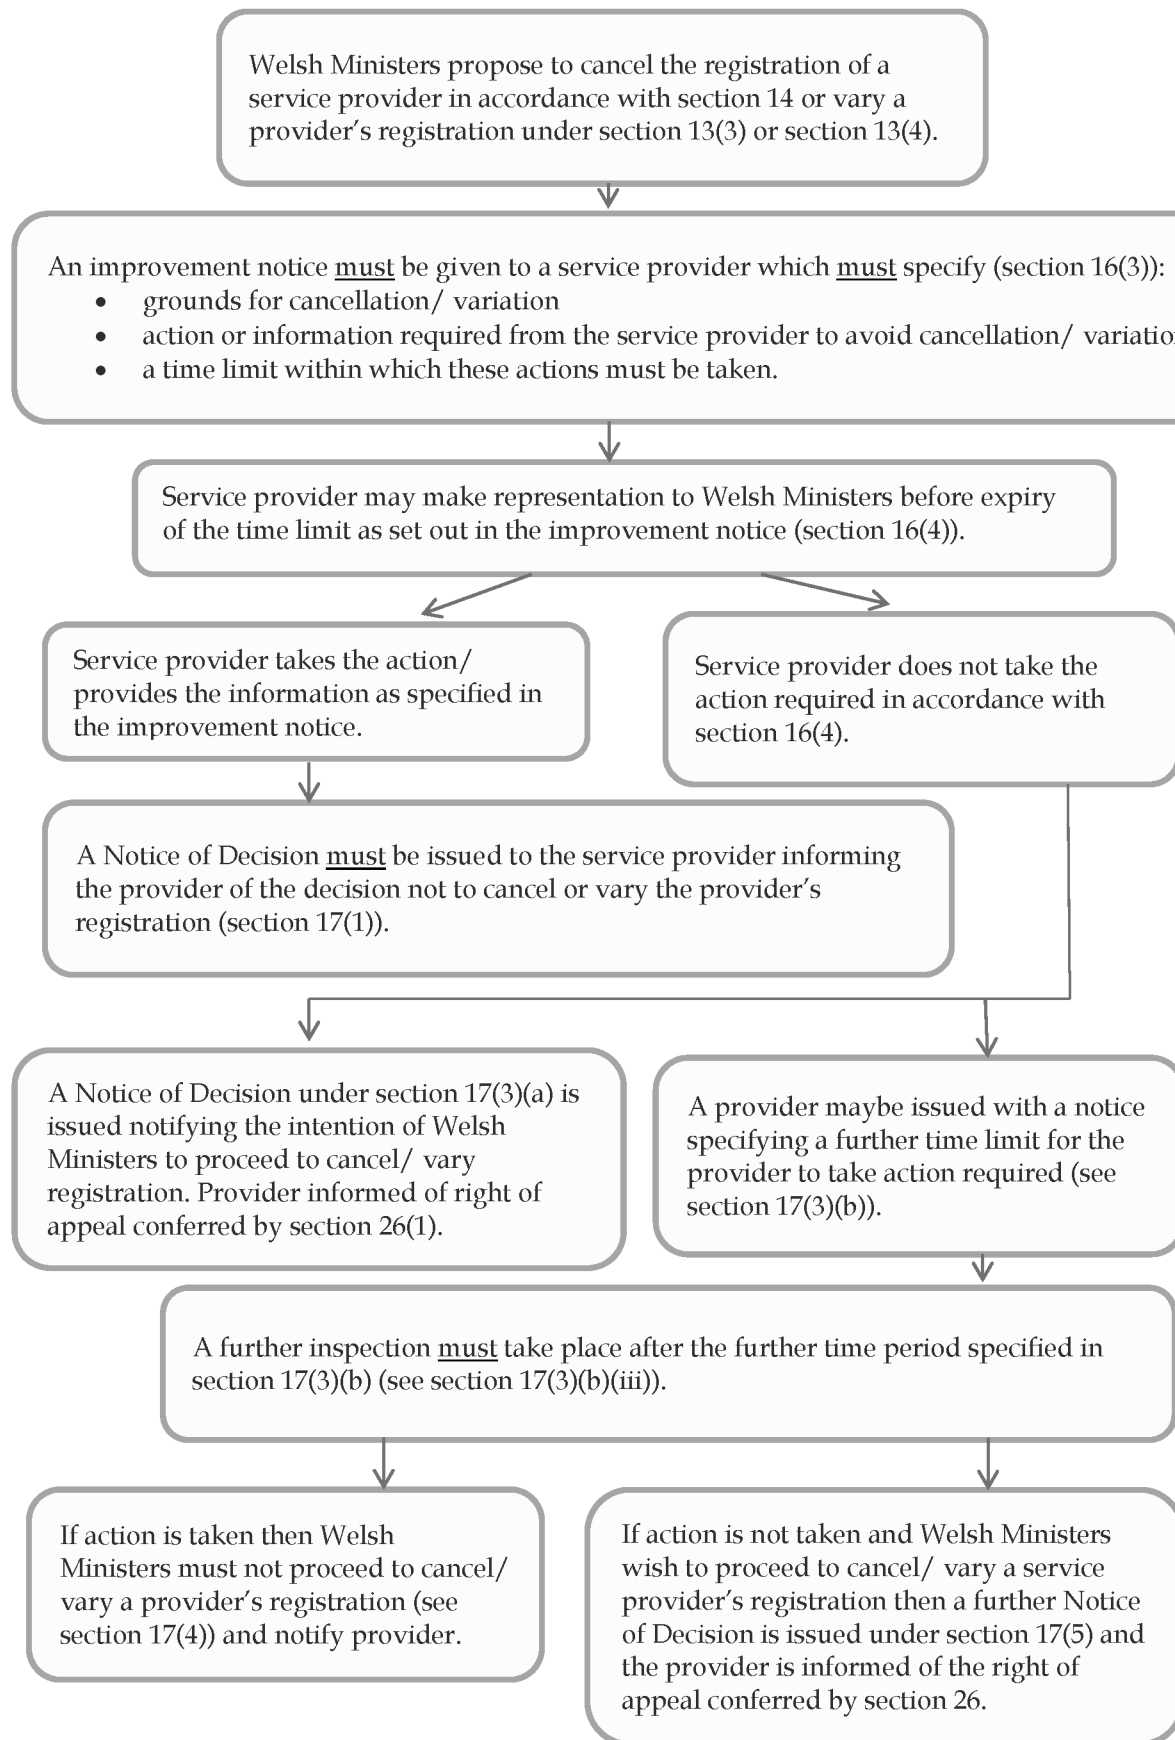 Welsh Ministers propose to cancel the registration of a
service provider in accordance with section 14 or vary a
provider's registration under section 13(3) or section 13(4).
An improvement notice must be given to a service provider which must specify (section 16(3)):
• grounds for cancellation/ variation
• action or information required from the service provider to avoid cancellation/ variatio
• a time limit within which these actions must be taken.
Service provider may make representation to Welsh Ministers before expiry
of the time limit as set out in the improvement notice (section 16(4)).
Service provider takes the action/
provides the information as specified in
the improvement notice.
Service provider does not take the
action required in accordance with
section 16(4).
A Notice of Decision must be issued to the service provider informing
the provider of the decision not to cancel or vary the provider's
registration (section 17(1)).
A Notice of Decision under section 17(3)(a) is
issued notifying the intention of Welsh
Ministers to proceed to cancel/ vary
registration. Provider informed of right of
appeal conferred by section 26(1).
A provider maybe issued with a notice
specifying a further time limit for the
provider to take action required (see
section 17(3)(b)).
A further inspection must take place after the further time period specified in
section 17(3)(b) (see section 17(3)(b)(iii)).
If action is taken then Welsh
Ministers must not proceed to cancel/
vary a provider's registration (see
section 17(4)) and notify provider.
If action is not taken and Welsh Ministers
wish to proceed to cancel/ vary a service
provider's registration then a further Notice
of Decision is issued under section 17(5) and
the provider is informed of the right of
appeal conferred by section 26.